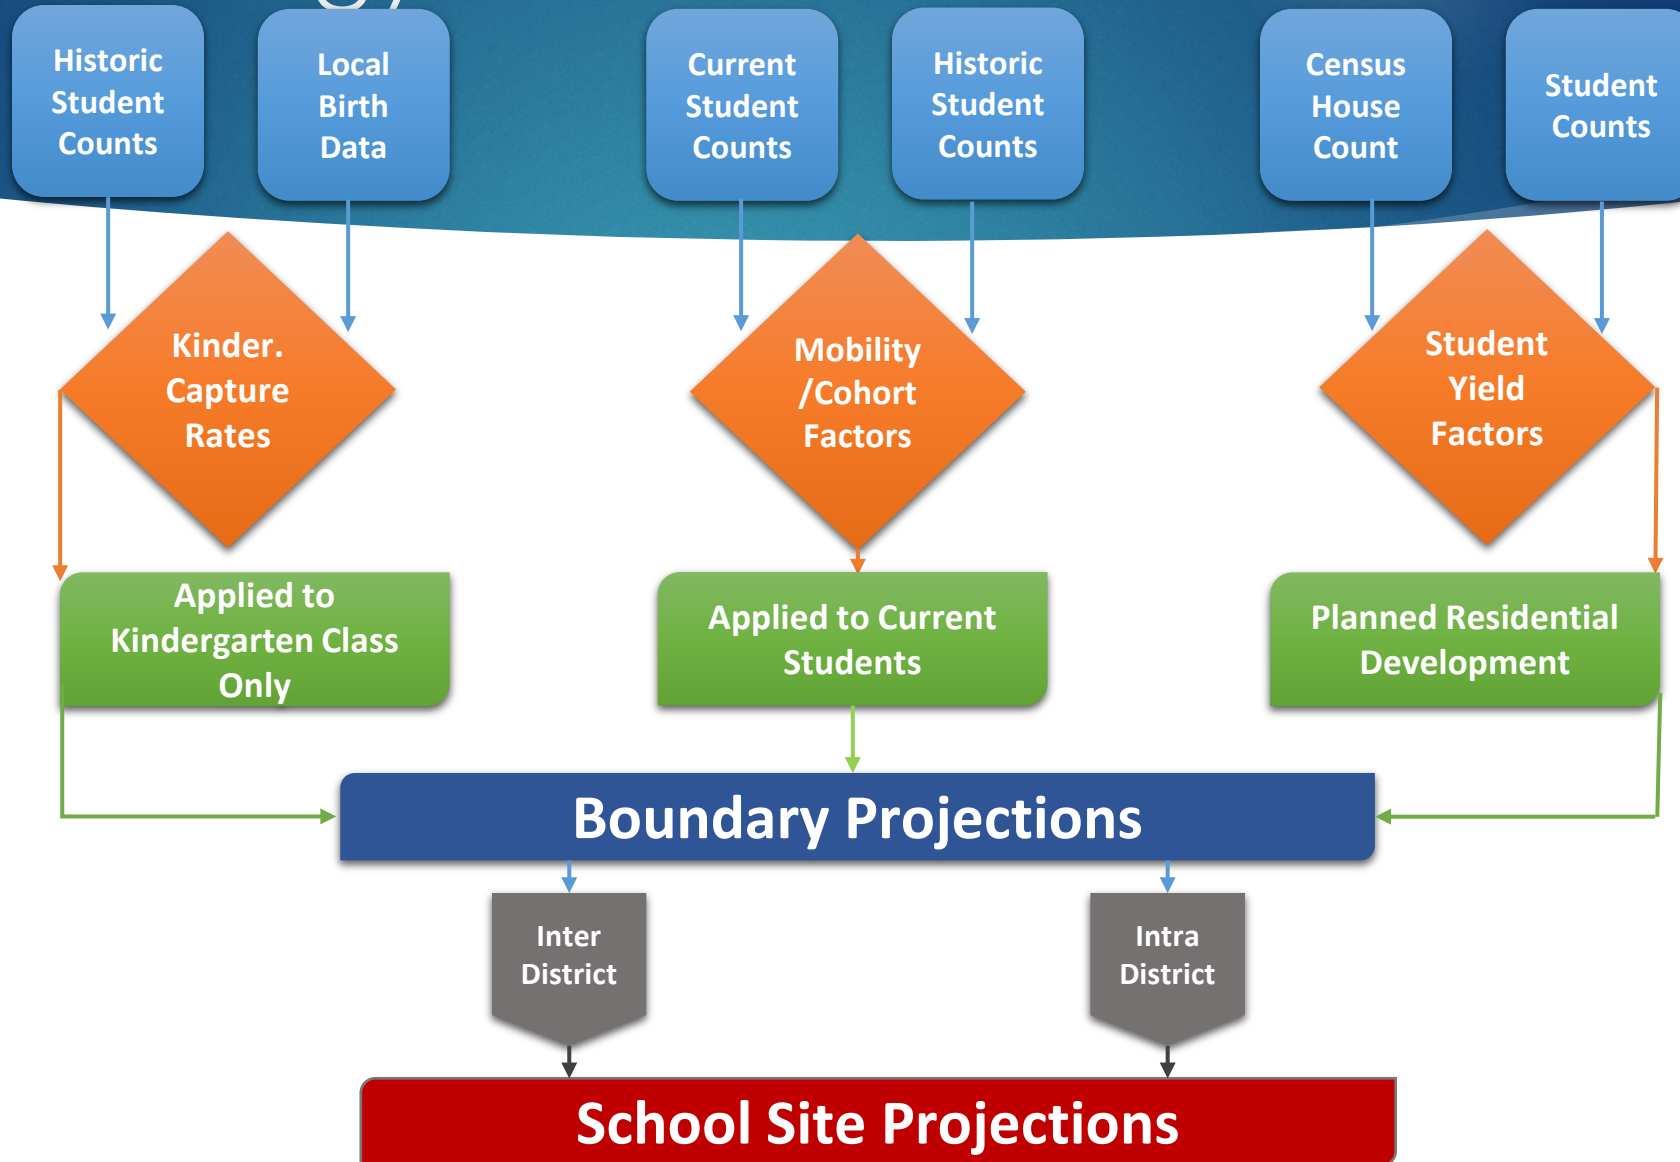 Historic
Student
Counts
Local
Birth
Data
Current
Student
Counts
Historic
Student
Counts
Census
House
Count
Student
Counts
Kinder.
Capture
Rates
Mobility
/Cohort
Factors
Student
Yield
Factors
Applied to
Kindergarten Class
Only
Applied to Current
Students
Planned Residential
Development
Boundary Projections
Inter
District
Intra
District
School Site Projections